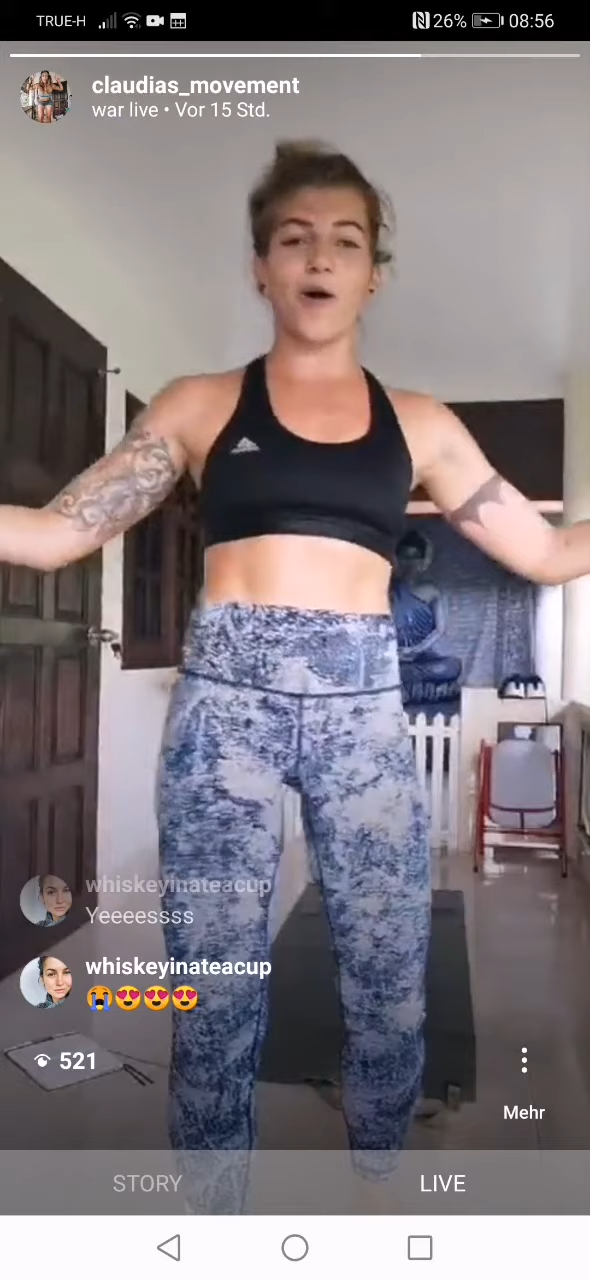 TRUE-H
26%
08:56
claudias_movement
war live • Vor 15 Std.
whiskeyinateacup
Yeeeessss
whiskeyinateacup
😭😍😍😍
521
Mehr
STORY
LIVE